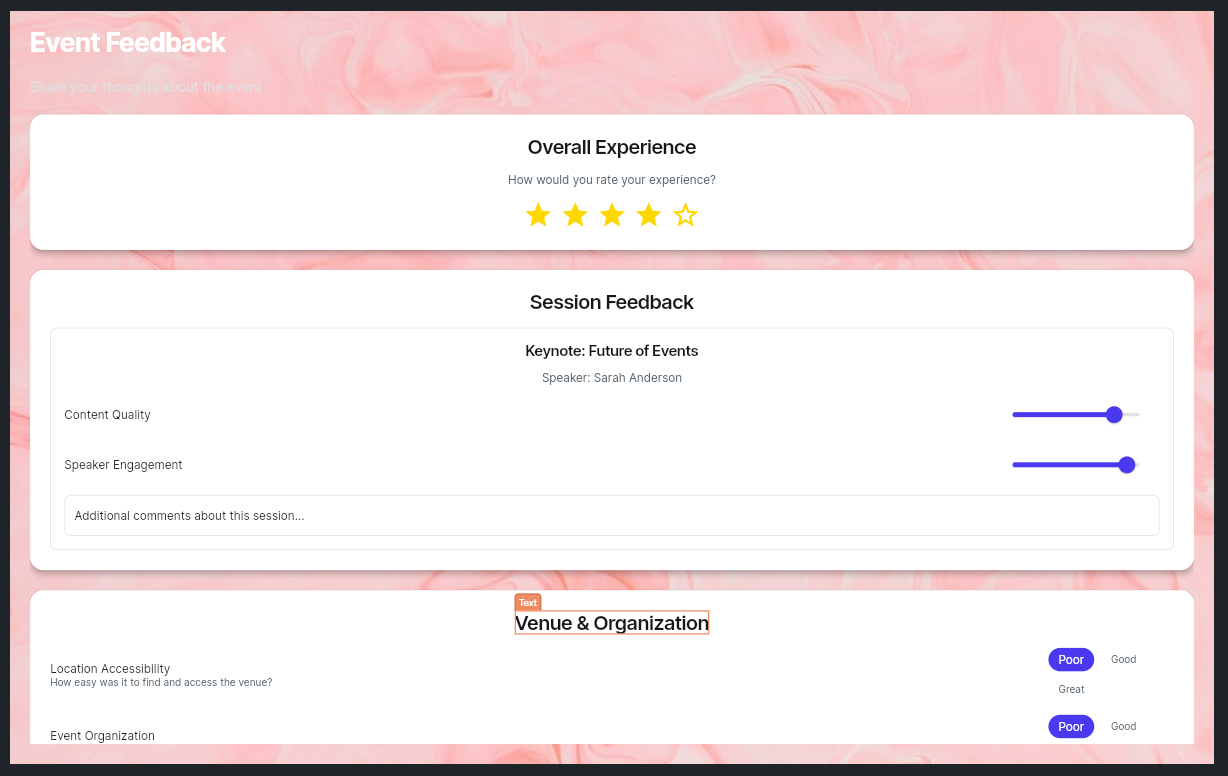 Event Feedback
Share your thoughts about the event
Overall Experience
How would you rate your experience?
Session Feedback
Keynote: Future of Events
Speaker: Sarah Anderson
Content Quality
Speaker Engagement
Additional comments about this session...
Text
Venue & Organization
Location Accessibility
How easy was it to find and access the venue?
Poor
Good
Great
Event Organization
Poor
Good